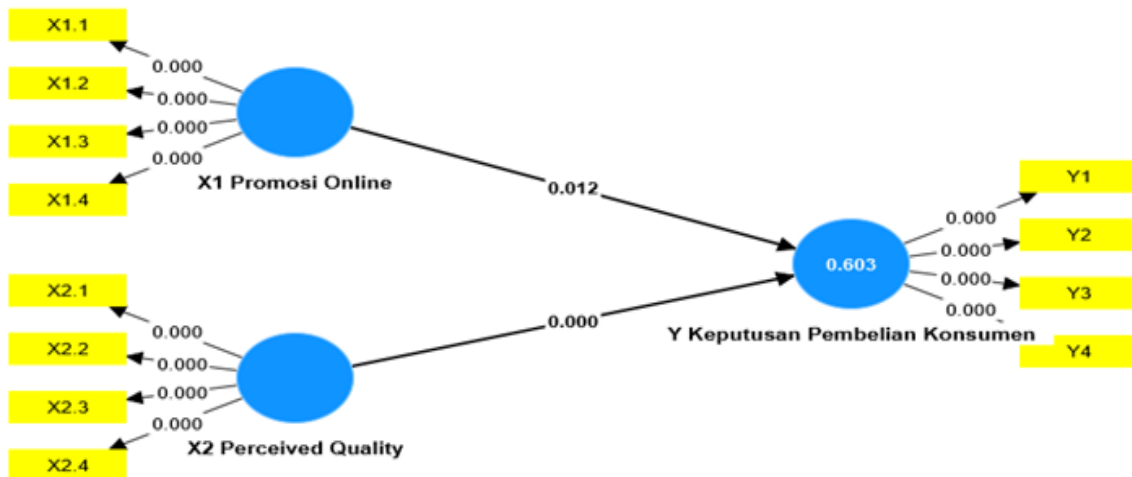 X1.1
0.000
X1.2
0.000
X1.3
0.000
0.000
X1.4
X1 Promosi Online
0.012
Y1
0.000
Y2
0.000
0.603
0.000
Y3
0.000
Y Keputusan Pembelian Konsumen
Y4
X2.1
0.000
X2.2
0.000
0.000
X2.3
0.000
0.000
X2 Perceived Quality
X2.4